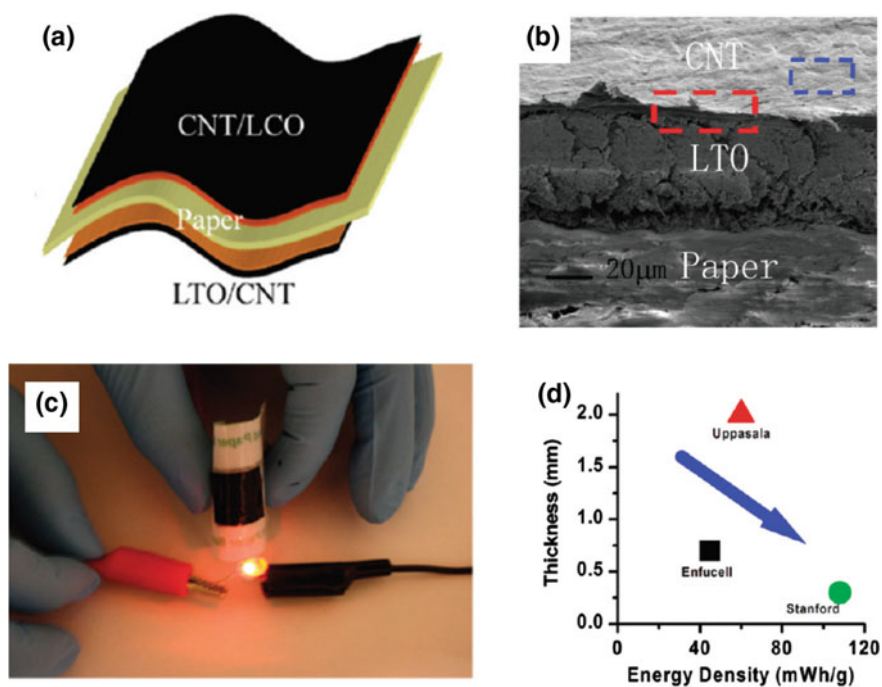 (a)
CNT/LCO
Paper
LTO/CNT
(b)
CNT
LTO
20μm
Paper
(c)
(d)
2.0
1.5
1.0
0.5
0.0
Thickness (mm)
Uppasala
Enfucell
Stanford
0
40
80
120
Energy Density (mWh/g)